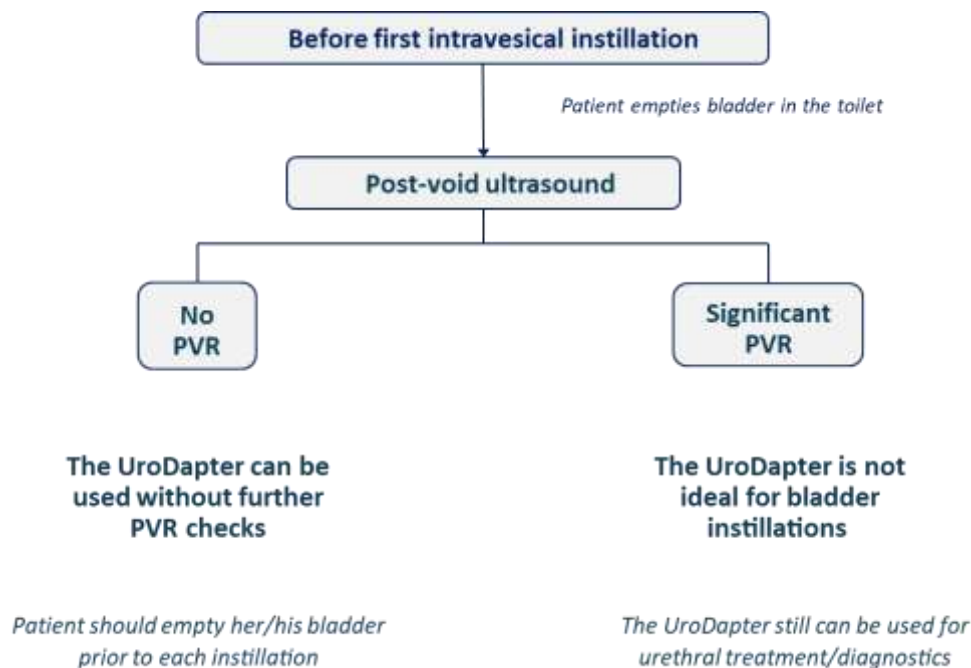 Before first intravesical instillation
Patient empties bladder in the toilet
Post-void ultrasound
No
PVR
Significant
PVR
The UroDapter can be
used without further
PVR checks
The UroDapter is not
ideal for bladder
instillations
Patient should empty her/his bladder
prior to each instillation
The UroDapter still can be used for
urethral treatment/diagnostics